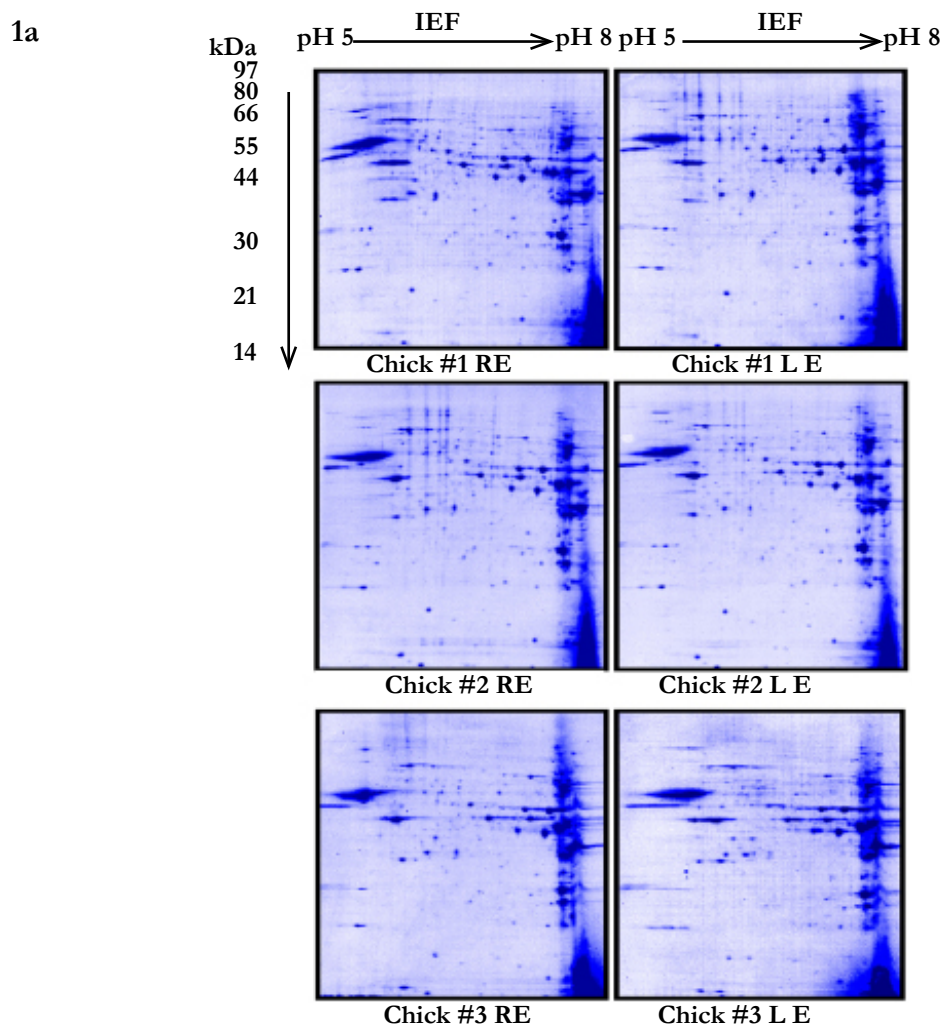 1a
IEF IEF
pH 5 pH 8 pH 5 pH 8
kDa
97
80
66
55
44
30
21
14
Chick #1 RE Chick #1 L E
Chick #2 RE Chick #2 L E
Chick #3 RE Chick #3 L E